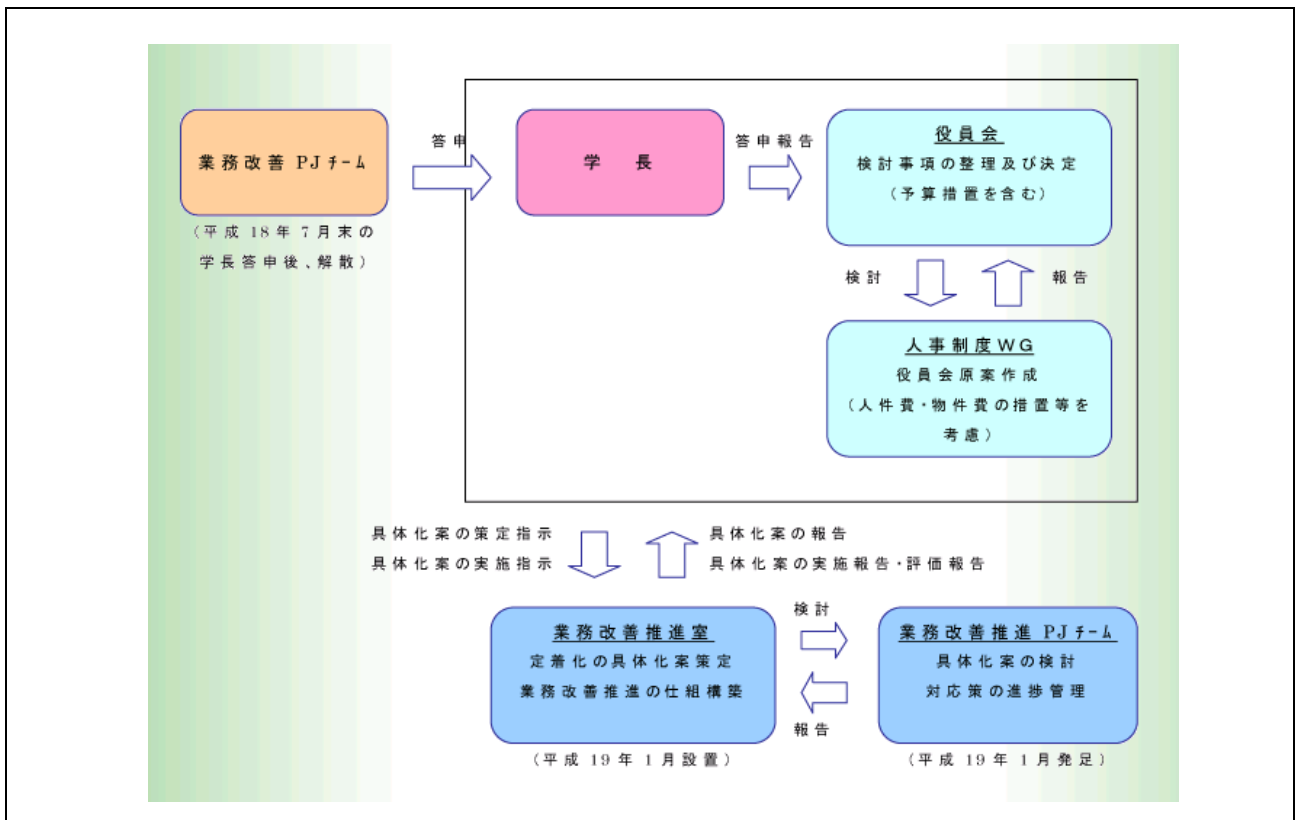 答申
業務改善PJチーム
(平成18年7月末の
学長答申後、解散)
学　長
答申報告
役員会
検討事項の整理及び決定
(予算措置を含む)
検討
報告
人事制度WG
役員会原案作成
(人件費・物件費の措置等を
考慮)
具体化案の策定指示
具体化案の実施指示
具体化案の報告
具体化案の実施報告・評価報告
業務改善推進室
定着化の具体化案策定
業務改善推進の仕組構築
(平成19年1月設置)
検討
報告
業務改善推進PJチーム
具体化案の検討
対応策の進捗管理
(平成19年1月発足)